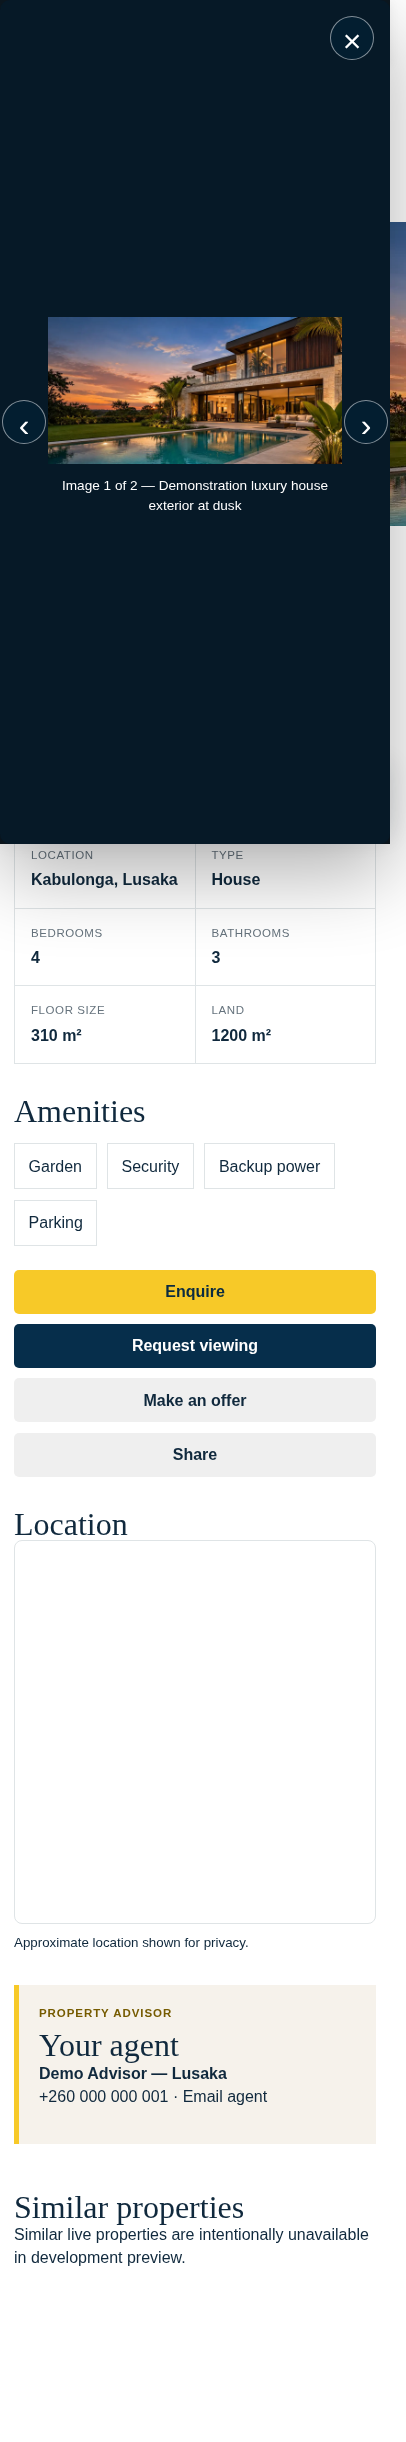 ×
‹
›
Image 1 of 2 — Demonstration luxury house
exterior at dusk
LOCATION
Kabulonga, Lusaka
TYPE
House
BEDROOMS
4
BATHROOMS
3
FLOOR SIZE
310 m²
LAND
1200 m²
Amenities
Garden
Security
Backup power
Parking
Enquire
Request viewing
Make an offer
Share
Location
Approximate location shown for privacy.
PROPERTY ADVISOR
Your agent
Demo Advisor — Lusaka
+260 000 000 001 · Email agent
Similar properties
Similar live properties are intentionally unavailable
in development preview.